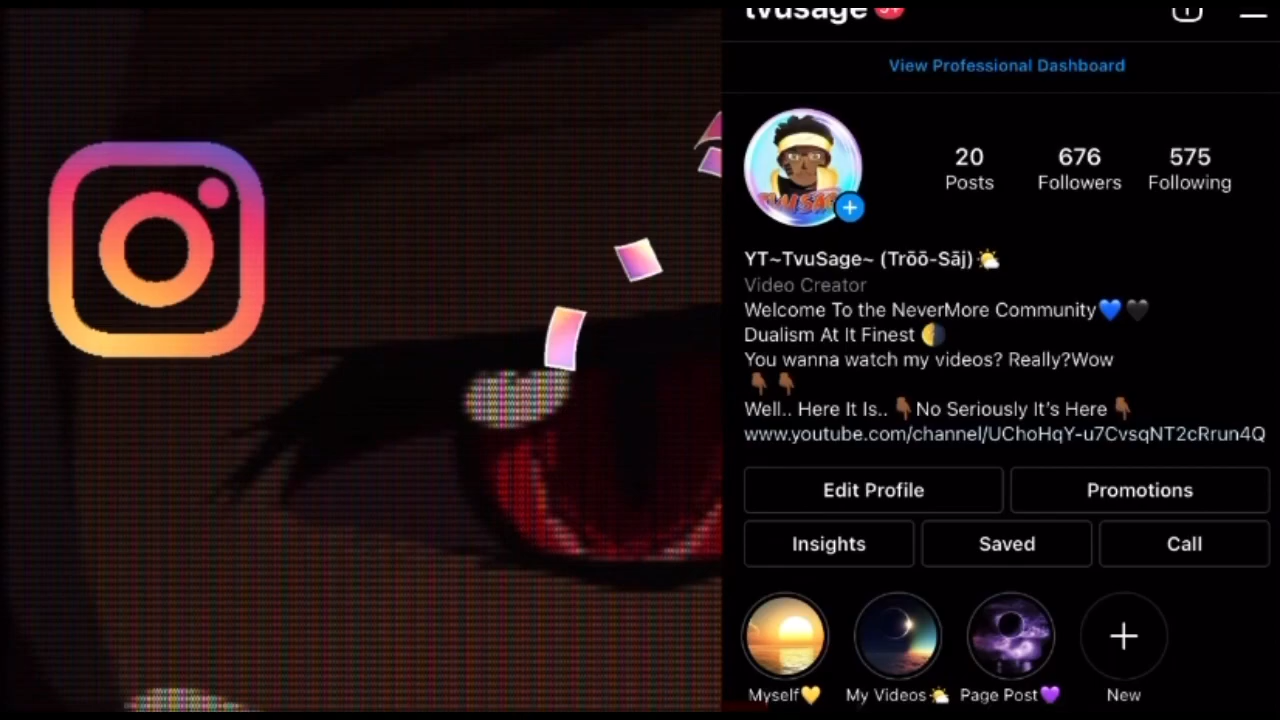 tvusage 9+
View Professional Dashboard
20 676 575
Posts Followers Following
YT~TvuSage~ (Trōō-Sāj)🌤️
Video Creator
Welcome To the NeverMore Community💙🖤
Dualism At It Finest 🌗
You wanna watch my videos? Really?Wow
👇🏾👇🏾
Well.. Here It Is.. 👇🏾No Seriously It's Here 👇🏾
www.youtube.com/channel/UChoHqY-u7CvsqNT2cRrun4Q
Edit Profile Promotions
Insights Saved Call
Myself💛 My Videos🌤️ Page Post💜 New